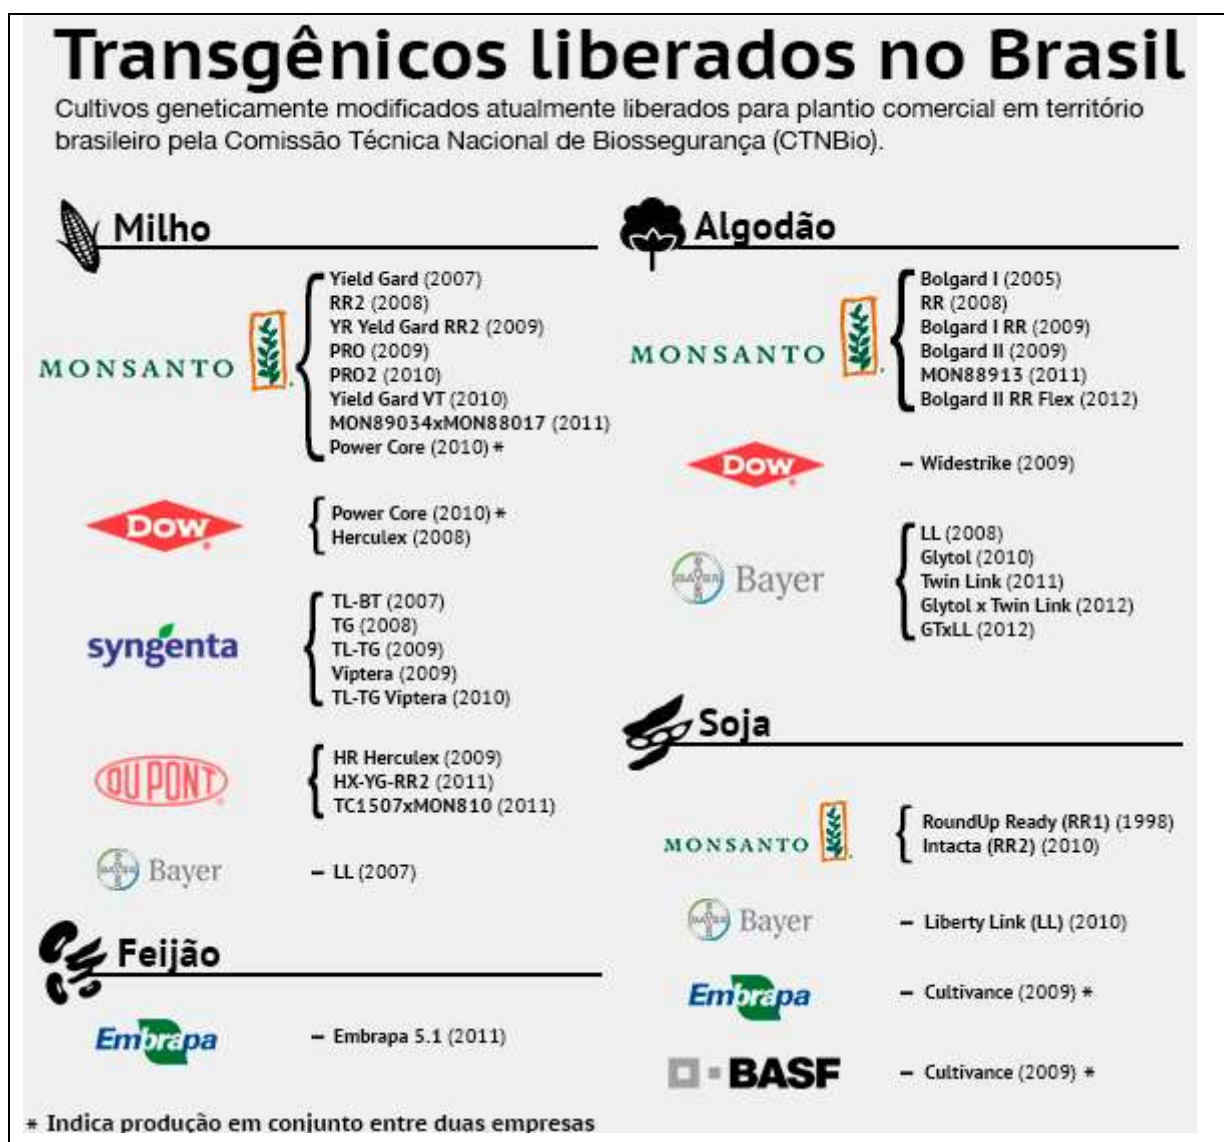 Transgênicos liberados no Brasil
Cultivos geneticamente modificados atualmente liberados para plantio comercial em território
brasileiro pela Comissão Técnica Nacional de Biossegurança (CTNBio).
Milho
MONSANTO
Yield Gard (2007)
RR2 (2008)
YR Yeld Gard RR2 (2009)
PRO (2009)
PRO2 (2010)
Yield Gard VT (2010)
MON89034xMON88017 (2011)
Power Core (2010) *
Dow
Power Core (2010) *
Herculex (2008)
syngenta
TL-BT (2007)
TG (2008)
TL-TG (2009)
Viptera (2009)
TL-TG Viptera (2010)
DU PONT
HR Herculex (2009)
HX-YG-RR2 (2011)
TC1507xMON810 (2011)
Bayer
– LL (2007)
Feijão
Embrapa
– Embrapa 5.1 (2011)
Algodão
MONSANTO
Bolgard I (2005)
RR (2008)
Bolgard I RR (2009)
Bolgard II (2009)
MON88913 (2011)
Bolgard II RR Flex (2012)
Dow
– Widestrike (2009)
Bayer
LL (2008)
Glytol (2010)
Twin Link (2011)
Glytol x Twin Link (2012)
GTxLL (2012)
Soja
MONSANTO
RoundUp Ready (RR1) (1998)
Intacta (RR2) (2010)
Bayer
– Liberty Link (LL) (2010)
Embrapa
– Cultivance (2009) *
BASF
– Cultivance (2009) *
* Indica produção em conjunto entre duas empresas